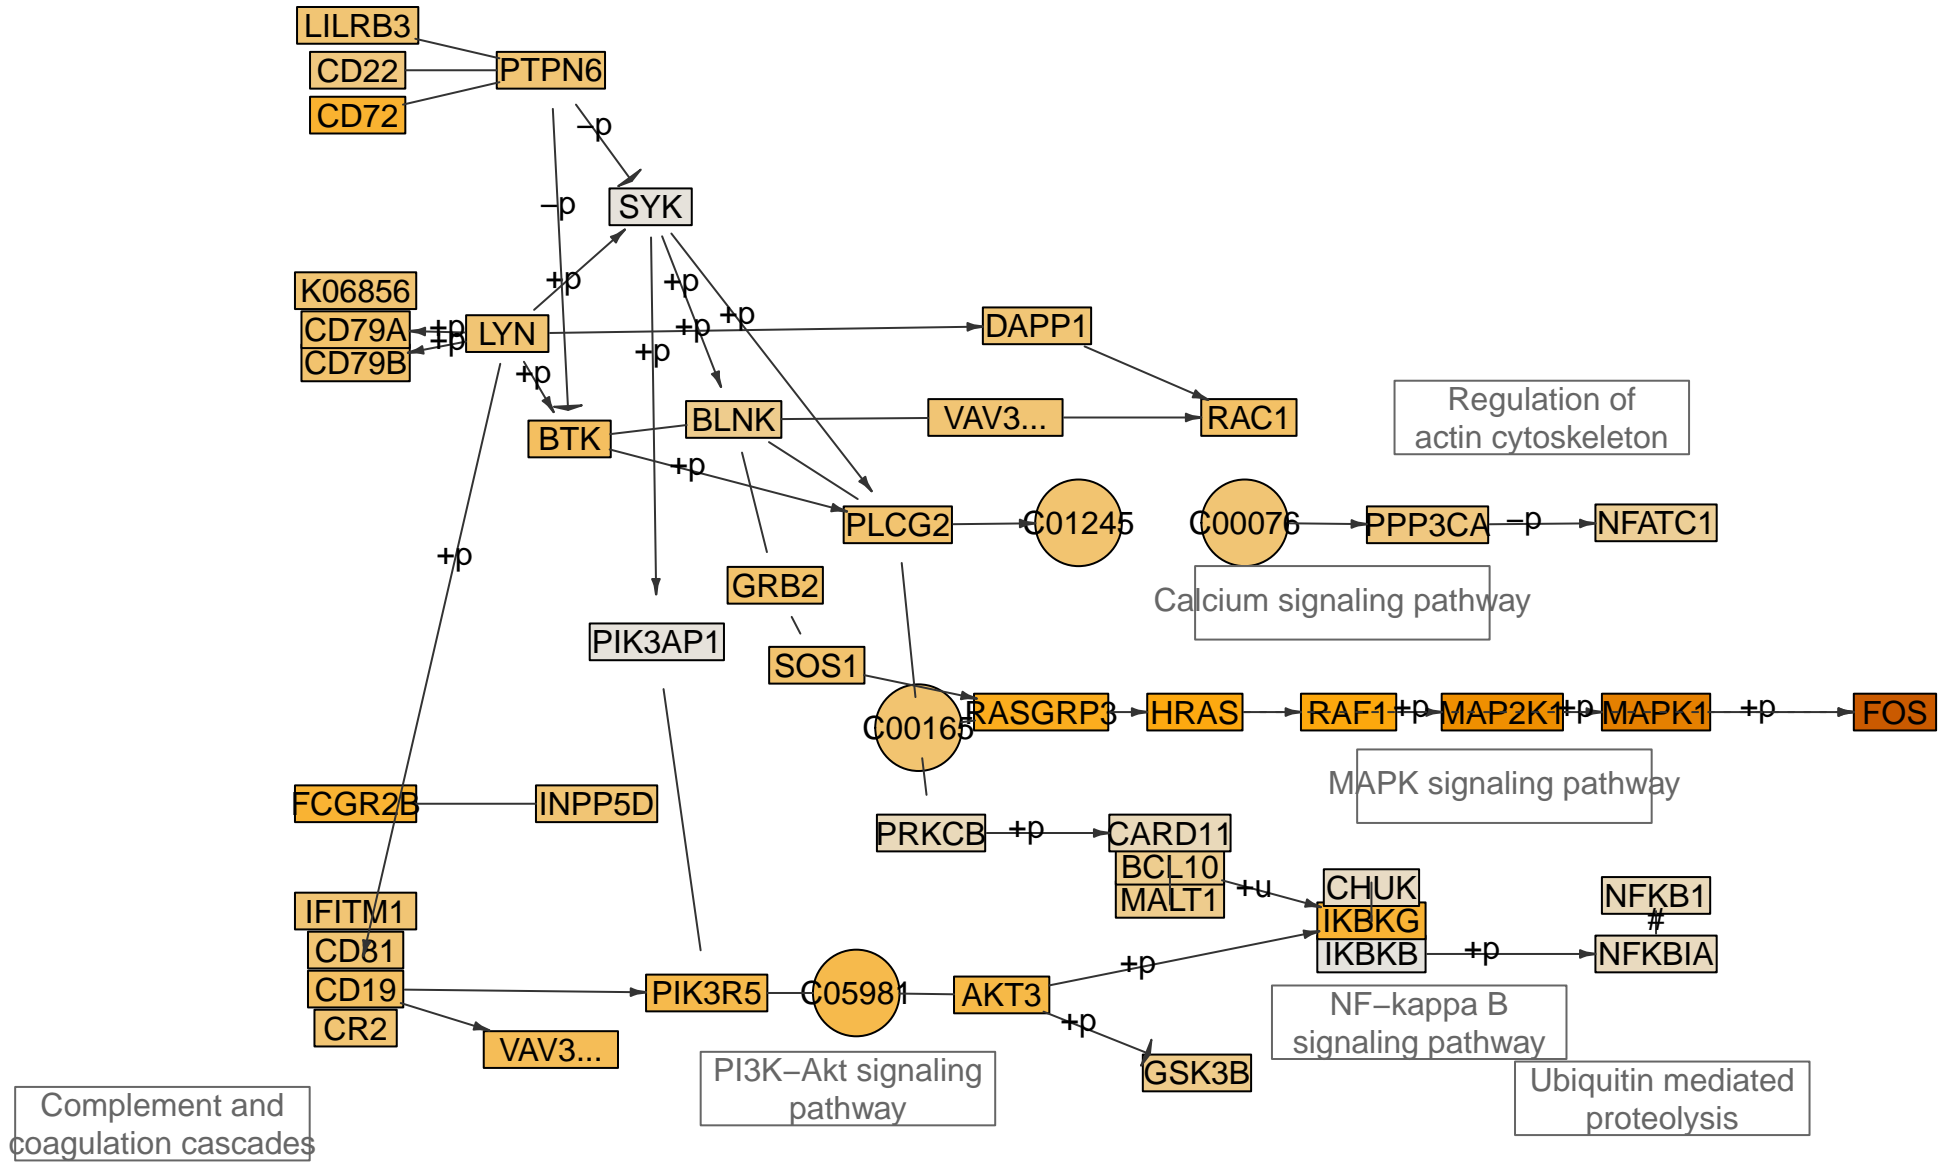 LILRB3
CD22
CD72
PTPN6
–p
–p
SYK
+p
+p
+p
+p
+p
K06856
CD79A
CD79B
+p
+p
LYN
+p
DAPP1
BTK
BLNK
VAV3...
RAC1
Regulation of
actin cytoskeleton
+p
PLCG2
C01245
C00076
PPP3CA
–p
NFATC1
+p
GRB2
Calcium signaling pathway
PIK3AP1
SOS1
C00165
RASGRP3
HRAS
RAF1
+p
MAP2K1
+p
MAPK1
+p
FOS
MAPK signaling pathway
FCGR2B
INPP5D
PRKCB
+p
CARD11
BCL10
MALT1
+u
CHUK
IKBKG
IKBKB
+p
NFKB1
#
NFKBIA
IFITM1
CD81
CD19
CR2
VAV3...
PIK3R5
C05981
AKT3
+p
+p
GSK3B
NF–kappa B
signaling pathway
PI3K–Akt signaling
pathway
Ubiquitin mediated
proteolysis
Complement and
coagulation cascades